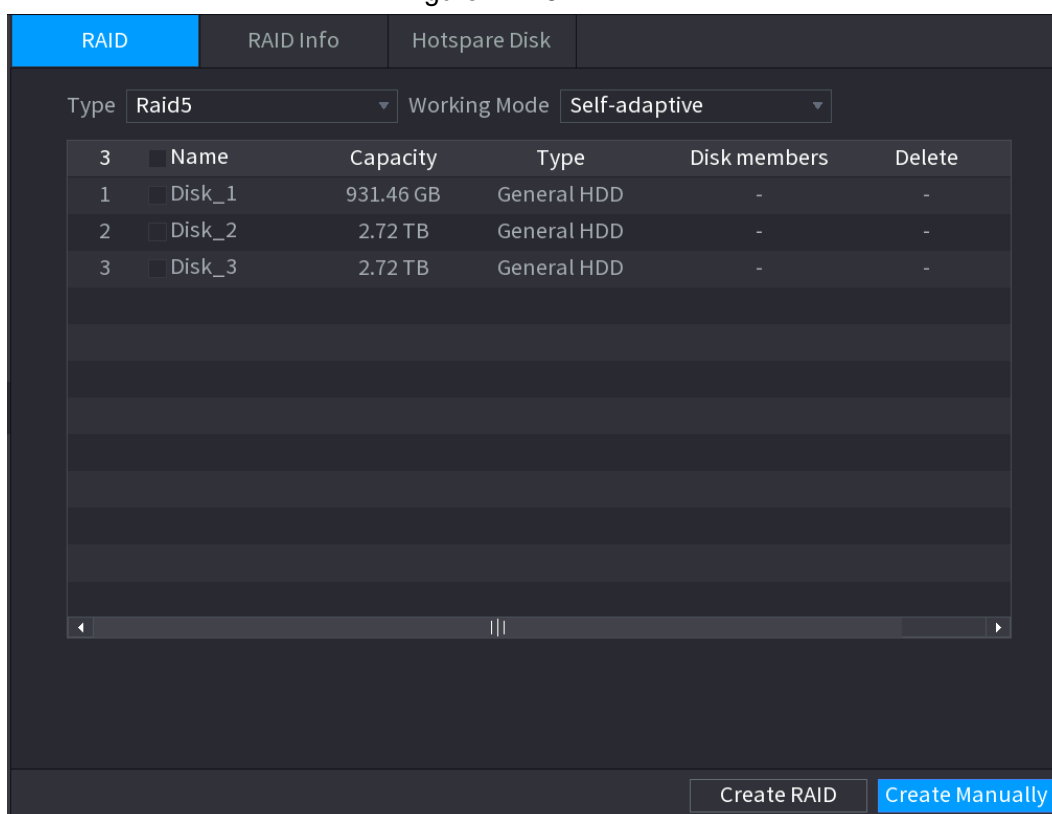 RAID RAID Info Hotspare Disk
Type Raid5 Working Mode Self-adaptive
3 Name Capacity Type Disk members Delete
1 Disk_1 931.46 GB General HDD - -
2 Disk_2 2.72 TB General HDD - -
3 Disk_3 2.72 TB General HDD - -
Create RAID Create Manually